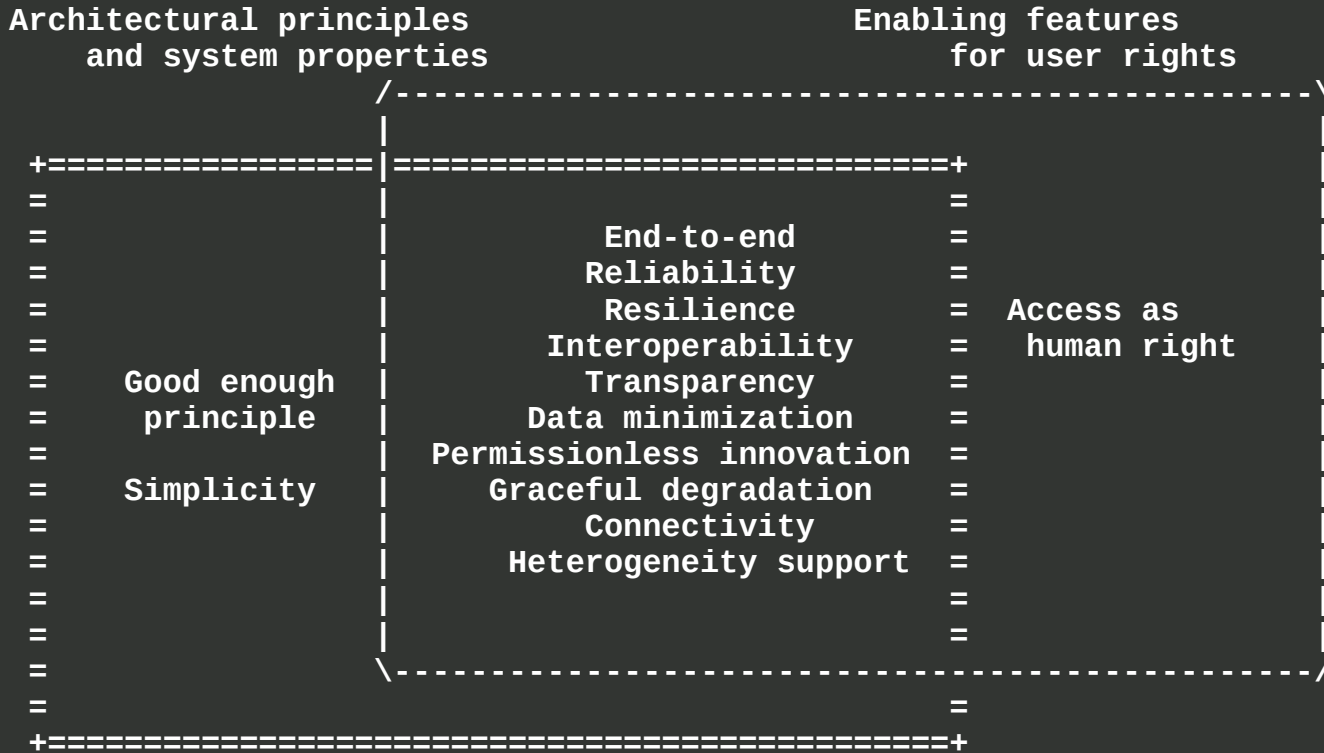 Architectural principles
and system properties
Enabling features
for user rights
Good enough
principle
Simplicity
End-to-end
Reliability
Resilience
Interoperability
Transparency
Data minimization
Permissionless innovation
Graceful degradation
Connectivity
Heterogeneity support
Access as
human right